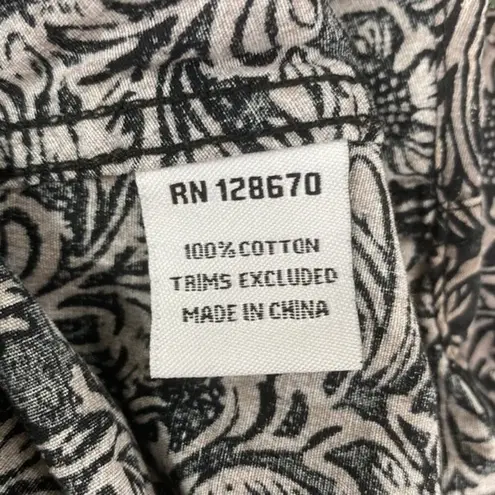 RN 128670
100% COTTON
TRIMS EXCLUDED
MADE IN CHINA